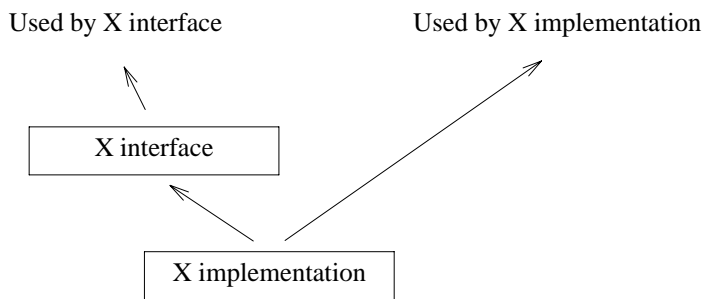 Used by X interface
Used by X implementation
X interface
X implementation